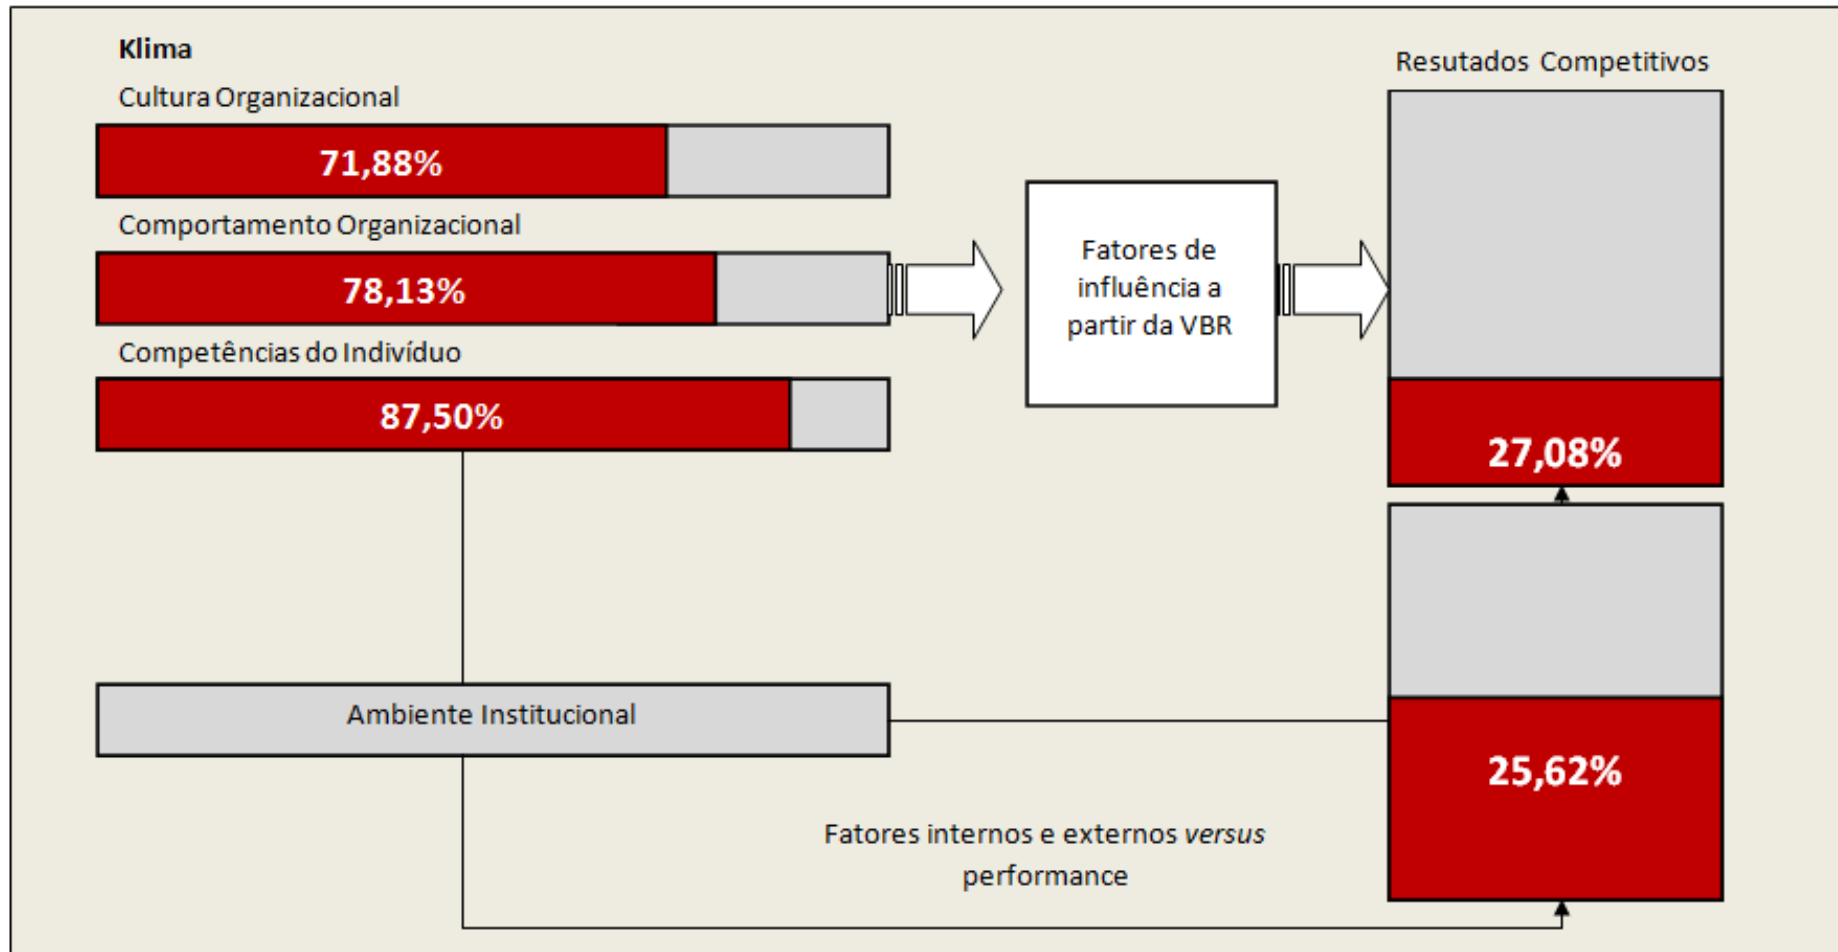 Klima
Cultura Organizacional
71,88%
Comportamento Organizacional
78,13%
Competências do Indivíduo
87,50%
Fatores de
influência a
partir da VBR
Resutados Competitivos
27,08%
Ambiente Institucional
25,62%
Fatores internos e externos versus
performance